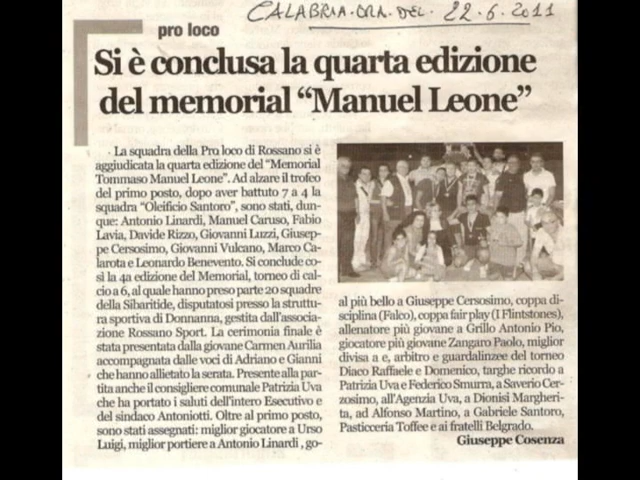 CALABRIA ORA DEL 22.6.2011
pro loco
Si è conclusa la quarta edizione
del memorial “Manuel Leone”
La squadra della Pro loco di Rossano si è
aggiudicata la quarta edizione del “Memorial
Tommaso Manuel Leone”. Ad alzare il trofeo
del primo posto, dopo aver battuto 7 a 4 la
squadra “Oleificio Santoro”, sono stati, dun-
que: Antonio Linardi, Manuel Caruso, Fabio
Lavia, Davide Rizzo, Giovanni Luzzi, Giusep-
pe Cersosimo, Giovanni Vulcano, Marco Ca-
larota e Leonardo Benevento. Si conclude co-
sì la 4a edizione del Memorial, torneo di cal-
cio a 6, al quale hanno preso parte 20 squadre
della Sibaritide, disputatosi presso la struttu-
ra sportiva di Donnanna, gestita dall’associa-
zione Rossano Sport. La cerimonia finale è
stata presentata dalla giovane Carmen Aurilia
accompagnata dalle voci di Adriano e Gianni
che hanno allietato la serata. Presente alla par-
tita anche il consigliere comunale Patrizia Uva
che ha portato i saluti dell’intero Esecutivo e
del sindaco Antoniotti. Oltre al primo posto,
sono stati assegnati: miglior giocatore a Urso
Luigi, miglior portiere a Antonio Linardi , go-
al più bello a Giuseppe Cersosimo, coppa di-
sciplina (Falco), coppa fair play (I Flintstones),
allenatore più giovane a Grillo Antonio Pio,
giocatore più giovane Zangaro Paolo, miglior
divisa a e, arbitro e guardalinzee del torneo
Diaco Raffaele e Domenico, targhe ricordo a
Patrizia Uva e Federico Smurra, a Saverio Cer-
zosimo, all’Agenzia Uva, a Dionisi Margheri-
ta, ad Alfonso Martino, a Gabriele Santoro,
Pasticceria Toffee e ai fratelli Belgrado.
Giuseppe Cosenza